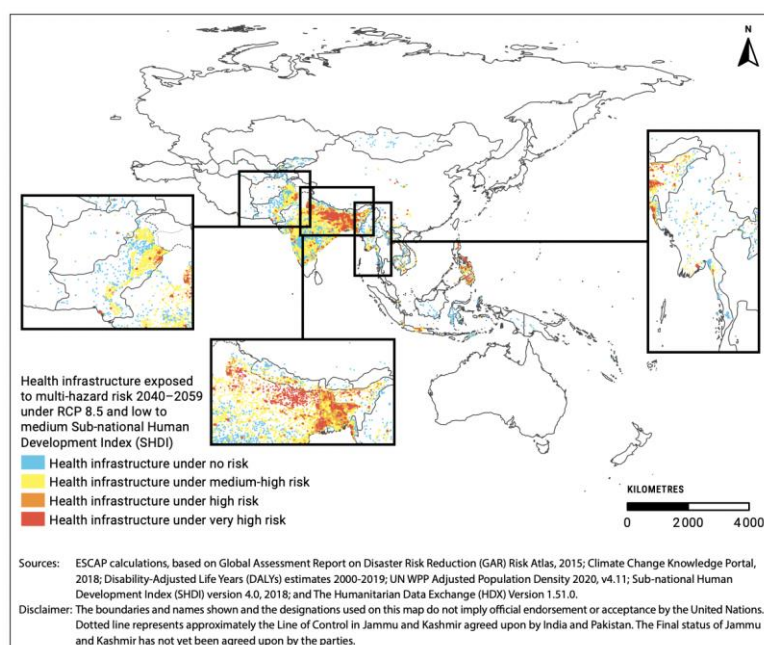 N
Health infrastructure exposed
to multi-hazard risk 2040–2059
under RCP 8.5 and low to
medium Sub-national Human
Development Index (SHDI)
Health infrastructure under no risk
Health infrastructure under medium-high risk
Health infrastructure under high risk
Health infrastructure under very high risk
KILOMETRES
0 2 000 4 000
Sources: ESCAP calculations, based on Global Assessment Report on Disaster Risk Reduction (GAR) Risk Atlas, 2015; Climate Change Knowledge Portal,
2018; Disability-Adjusted Life Years (DALYs) estimates 2000-2019; UN WPP Adjusted Population Density 2020, v4.11; Sub-national Human
Development Index (SHDI) version 4.0, 2018; and The Humanitarian Data Exchange (HDX) Version 1.51.0.
Disclaimer: The boundaries and names shown and the designations used on this map do not imply official endorsement or acceptance by the United Nations.
Dotted line represents approximately the Line of Control in Jammu and Kashmir agreed upon by India and Pakistan. The Final status of Jammu
and Kashmir has not yet been agreed upon by the parties.